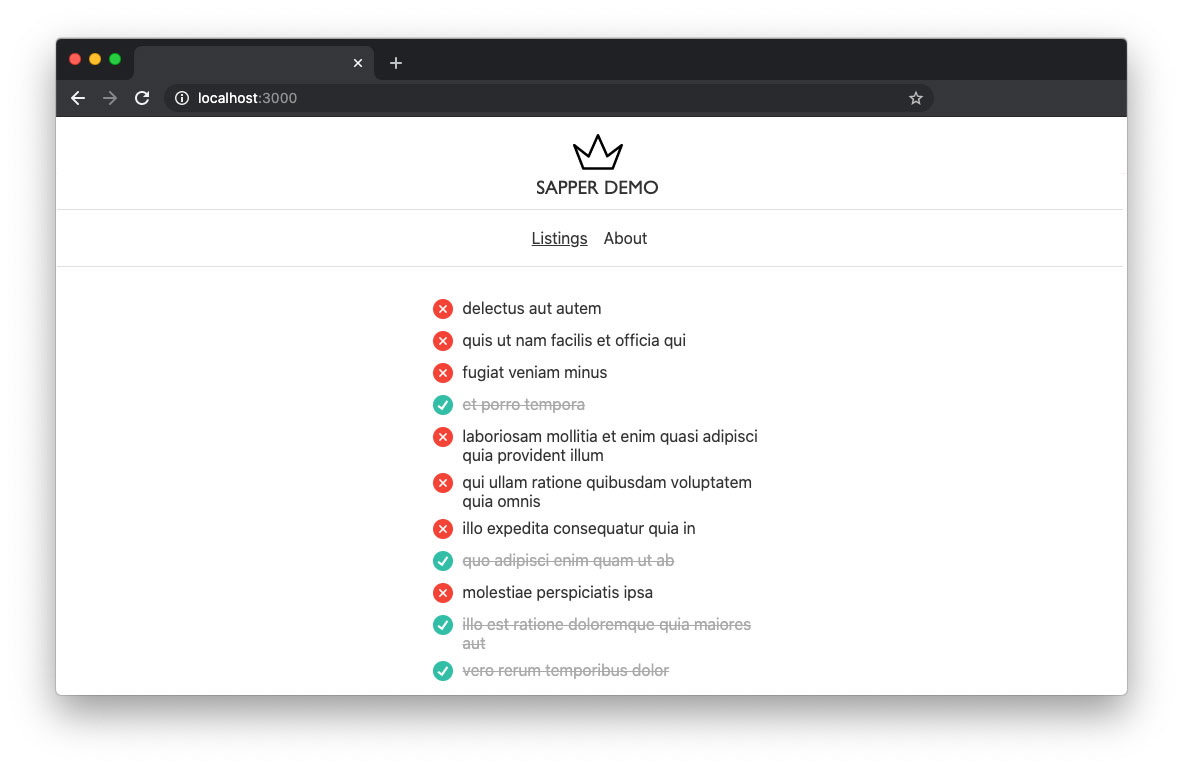 localhost:3000
SAPPER DEMO
Listings About
delectus aut autem
quis ut nam facilis et officia qui
fugiat veniam minus
et porro tempora
laboriosam mollitia et enim quasi adipisci
quia provident illum
qui ullam ratione quibusdam voluptatem
quia omnis
illo expedita consequatur quia in
quo adipisci enim quam ut ab
molestiae perspiciatis ipsa
illo est ratione doloremque quia maiores
aut
vero rerum temporibus dolor